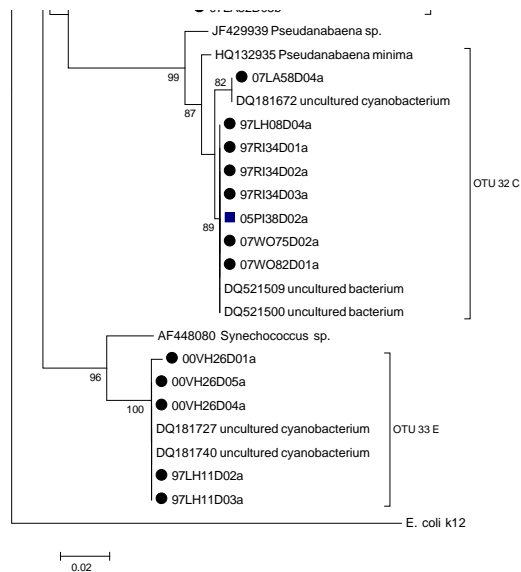 JF429939 Pseudanabaena sp.
99
HQ132935 Pseudanabaena minima
82
07LA58D04a
87
DQ181672 uncultured cyanobacterium
97LH08D04a
97RI34D01a
97RI34D02a
OTU 32 C
97RI34D03a
89
05PI38D02a
07WO75D02a
07WO82D01a
DQ521509 uncultured bacterium
DQ521500 uncultured bacterium
AF448080 Synechococcus sp.
96
00VH26D01a
00VH26D05a
100
00VH26D04a
DQ181727 uncultured cyanobacterium
OTU 33 E
DQ181740 uncultured cyanobacterium
97LH11D02a
97LH11D03a
E. coli k12
0.02